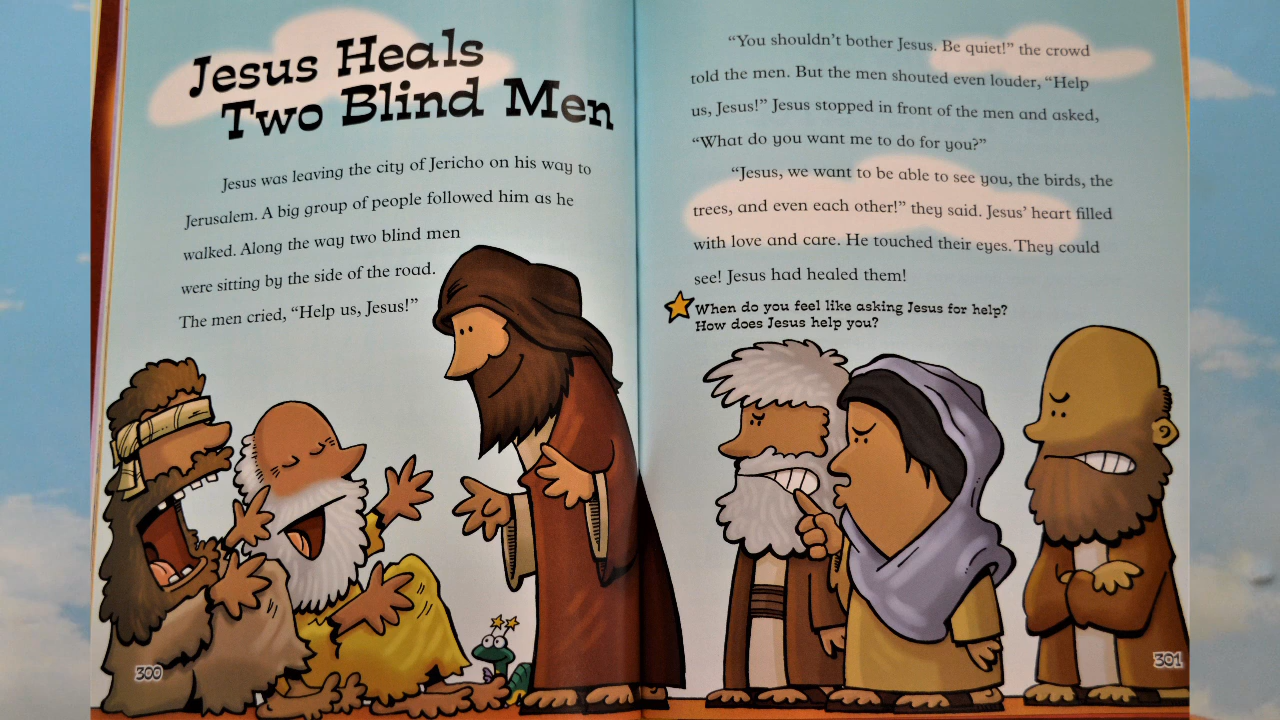 Jesus Heals
Two Blind Men
Jesus was leaving the city of Jericho on his way to
Jerusalem. A big group of people followed him as he
walked. Along the way two blind men
were sitting by the side of the road.
The men cried, “Help us, Jesus!”
300
“You shouldn’t bother Jesus. Be quiet!” the crowd
told the men. But the men shouted even louder, “Help
us, Jesus!” Jesus stopped in front of the men and asked,
“What do you want me to do for you?”
“Jesus, we want to be able to see you, the birds, the
trees, and even each other!” they said. Jesus’ heart filled
with love and care. He touched their eyes. They could
see! Jesus had healed them!
When do you feel like asking Jesus for help?
How does Jesus help you?
301